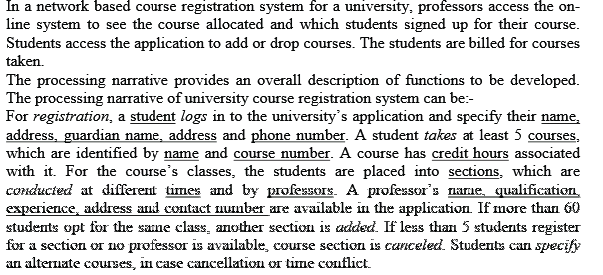 In a network based course registration system for a university, professors access the on-
line system to see the course allocated and which students signed up for their course.
Students access the application to add or drop courses. The students are billed for courses
taken.
The processing narrative provides an overall description of functions to be developed.
The processing narrative of university course registration system can be:-
For registration, a student logs in to the university's application and specify their name,
address, guardian name, address and phone number. A student takes at least 5 courses,
which are identified by name and course number. A course has credit hours associated
with it. For the course's classes, the students are placed into sections, which are
conducted at different times and by professors. A professor's name, qualification,
experience, address and contact number are available in the application. If more than 60
students opt for the same class, another section is added. If less than 5 students register
for a section or no professor is available, course section is canceled. Students can specify
an alternate courses, in case cancellation or time conflict.